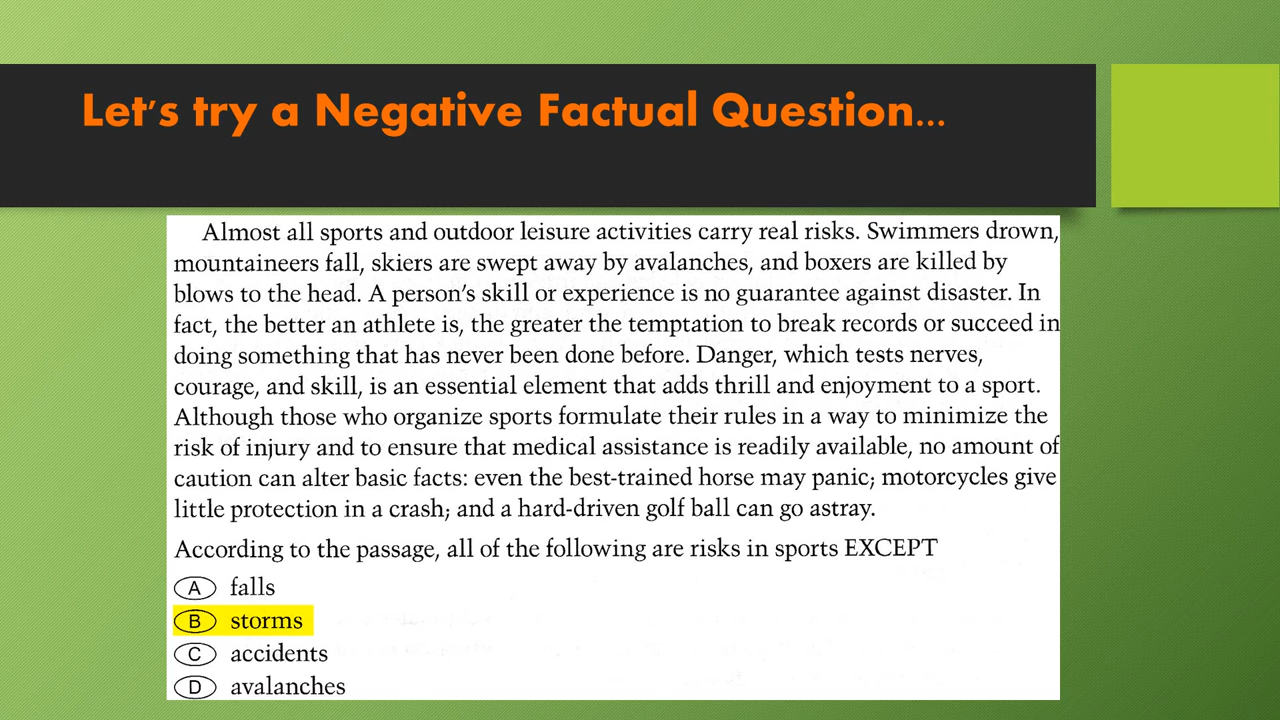 Let's try a Negative Factual Question...
Almost all sports and outdoor leisure activities carry real risks. Swimmers drown,
mountaineers fall, skiers are swept away by avalanches, and boxers are killed by
blows to the head. A person's skill or experience is no guarantee against disaster. In
fact, the better an athlete is, the greater the temptation to break records or succeed in
doing something that has never been done before. Danger, which tests nerves,
courage, and skill, is an essential element that adds thrill and enjoyment to a sport.
Although those who organize sports formulate their rules in a way to minimize the
risk of injury and to ensure that medical assistance is readily available, no amount of
caution can alter basic facts: even the best-trained horse may panic; motorcycles give
little protection in a crash; and a hard-driven golf ball can go astray.
According to the passage, all of the following are risks in sports EXCEPT
A falls
B storms
C accidents
D avalanches